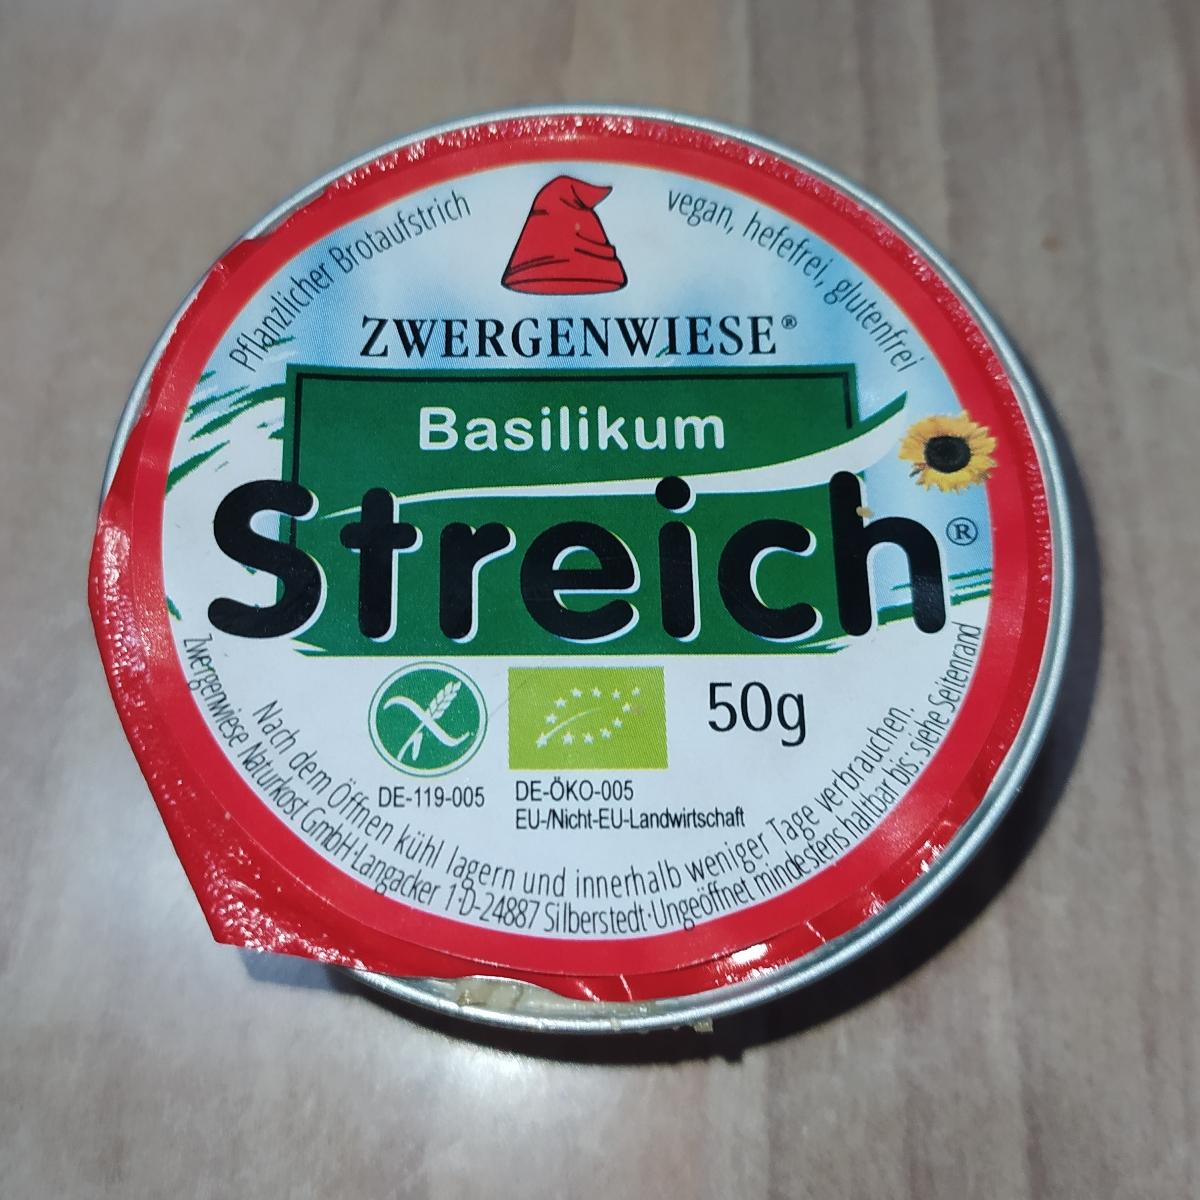 Pflanzlicher Brotaufstrich
vegan, hefefrei, glutenfrei
ZWERGENWIESE®
Basilikum
Streich®
50g
DE-119-005
DE-ÖKO-005
EU-/Nicht-EU-Landwirtschaft
Nach dem Öffnen kühl lagern und innerhalb weniger Tage verbrauchen.
Zwergenwiese Naturkost GmbH·Langacker 1·D-24887 Silberstedt·Ungeöffnet mindestens haltbar bis: siehe Seitenrand